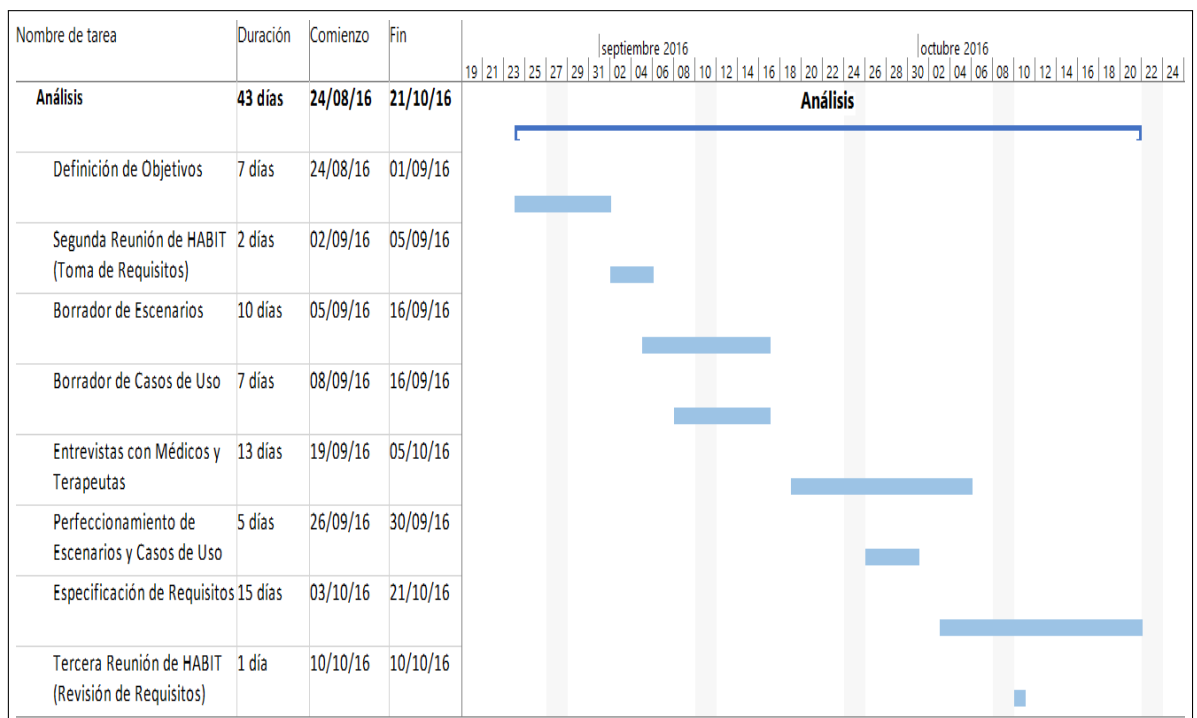 Nombre de tarea Duración Comienzo Fin
septiembre 2016 octubre 2016
19 21 23 25 27 29 31 02 04 06 08 10 12 14 16 18 20 22 24 26 28 30 02 04 06 08 10 12 14 16 18 20 22 24
Análisis 43 días 24/08/16 21/10/16 Análisis
Definición de Objetivos 7 días 24/08/16 01/09/16
Segunda Reunión de HABIT 2 días 02/09/16 05/09/16
(Toma de Requisitos)
Borrador de Escenarios 10 días 05/09/16 16/09/16
Borrador de Casos de Uso 7 días 08/09/16 16/09/16
Entrevistas con Médicos y 13 días 19/09/16 05/10/16
Terapeutas
Perfeccionamiento de 5 días 26/09/16 30/09/16
Escenarios y Casos de Uso
Especificación de Requisitos 15 días 03/10/16 21/10/16
Tercera Reunión de HABIT 1 día 10/10/16 10/10/16
(Revisión de Requisitos)